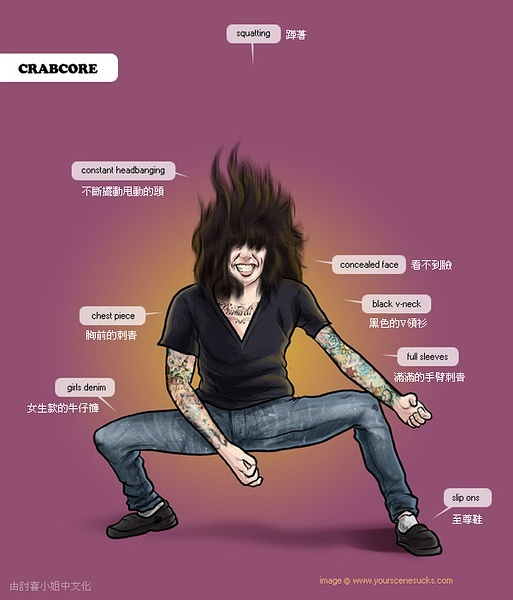 squatting 蹲著
CRABCORE
constant headbanging
不斷擺動甩動的頭
concealed face 看不到臉
black v-neck
黑色的V領衫
chest piece
胸前的刺青
full sleeves
滿滿的手臂刺青
girls denim
女生款的牛仔褲
slip ons
至尊鞋
image © www.yourscenesucks.com
由討喜小姐中文化